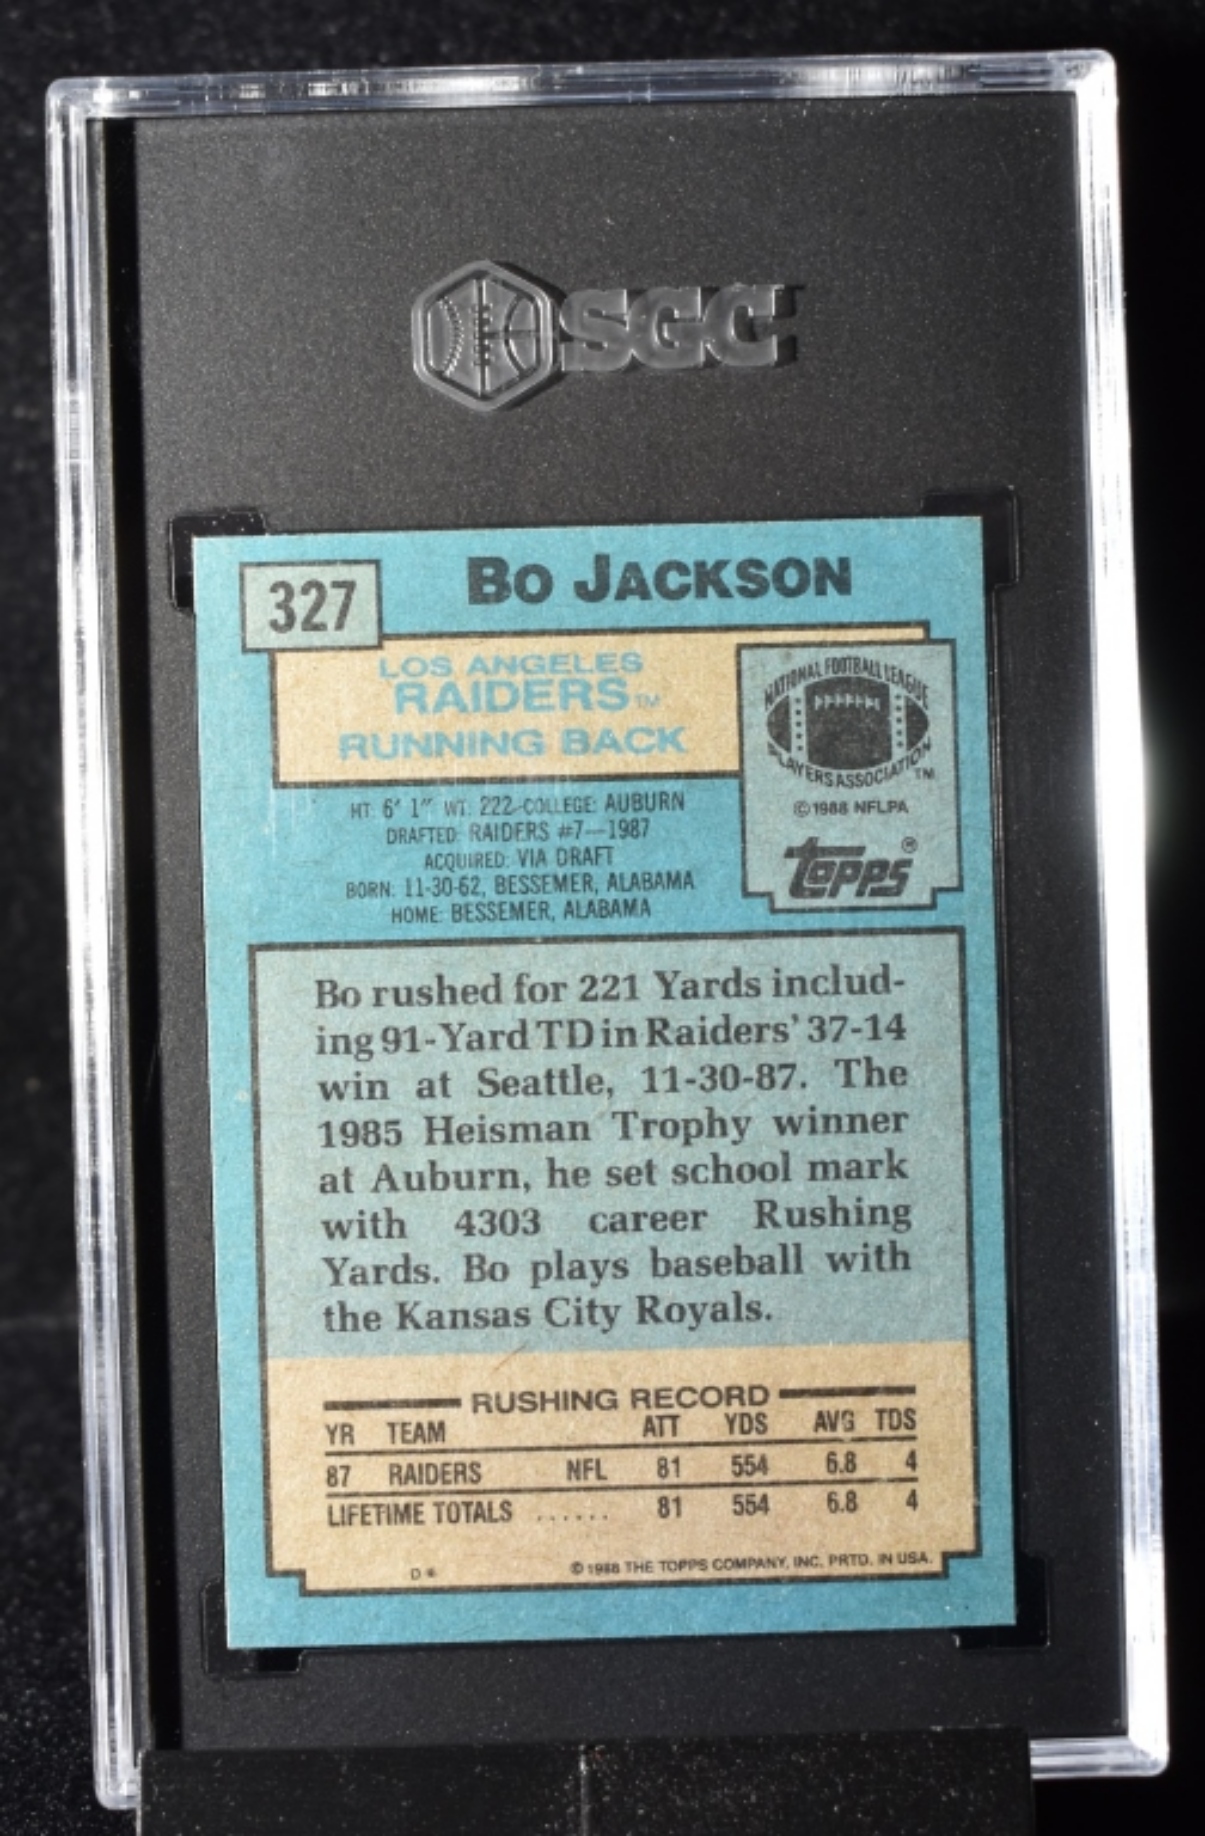 SGC
327
BO JACKSON
LOS ANGELES
RAIDERS™
RUNNING BACK
NATIONAL FOOTBALL LEAGUE
PLAYERS ASSOCIATION™
©1988 NFLPA
TOPPS®
HT: 6' 1" WT: 222 COLLEGE: AUBURN
DRAFTED: RAIDERS #7—1987
ACQUIRED: VIA DRAFT
BORN: 11-30-62, BESSEMER, ALABAMA
HOME: BESSEMER, ALABAMA
Bo rushed for 221 Yards includ-
ing 91-Yard TD in Raiders' 37-14
win at Seattle, 11-30-87. The
1985 Heisman Trophy winner
at Auburn, he set school mark
with 4303 career Rushing
Yards. Bo plays baseball with
the Kansas City Royals.
RUSHING RECORD
YR TEAM ATT YDS AVG TDS
87 RAIDERS NFL 81 554 6.8 4
LIFETIME TOTALS ...... 81 554 6.8 4
D* © 1988 THE TOPPS COMPANY, INC. PRTD. IN USA.